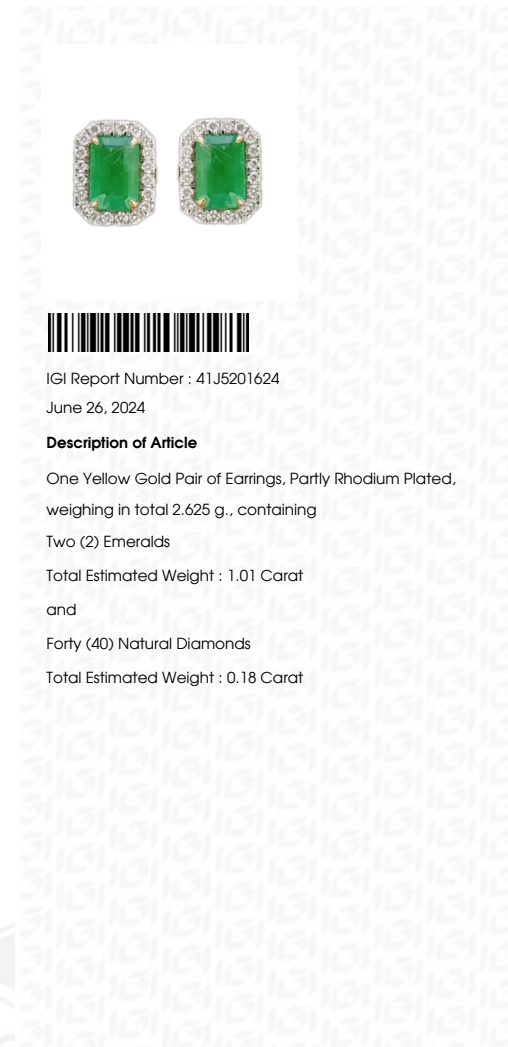 IGI Report Number : 41J5201624
June 26, 2024
Description of Article
One Yellow Gold Pair of Earrings, Partly Rhodium Plated,
weighing in total 2.625 g., containing
Two (2) Emeralds
Total Estimated Weight : 1.01 Carat
and
Forty (40) Natural Diamonds
Total Estimated Weight : 0.18 Carat